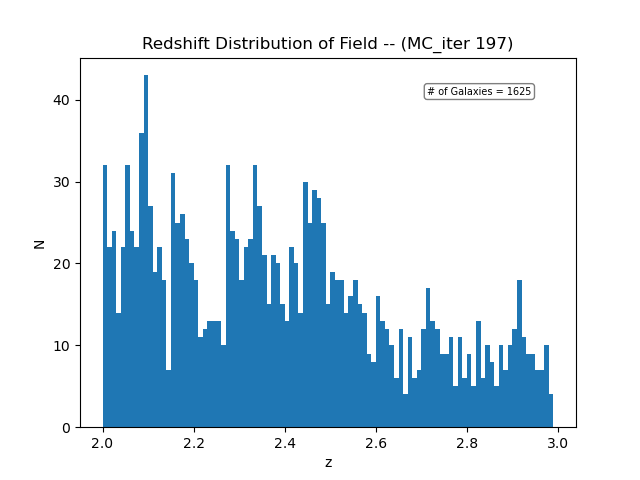 Redshift Distribution of Field -- (MC_iter 197)
# of Galaxies = 1625
40
30
20
10
0
N
2.0 2.2 2.4 2.6 2.8 3.0
z